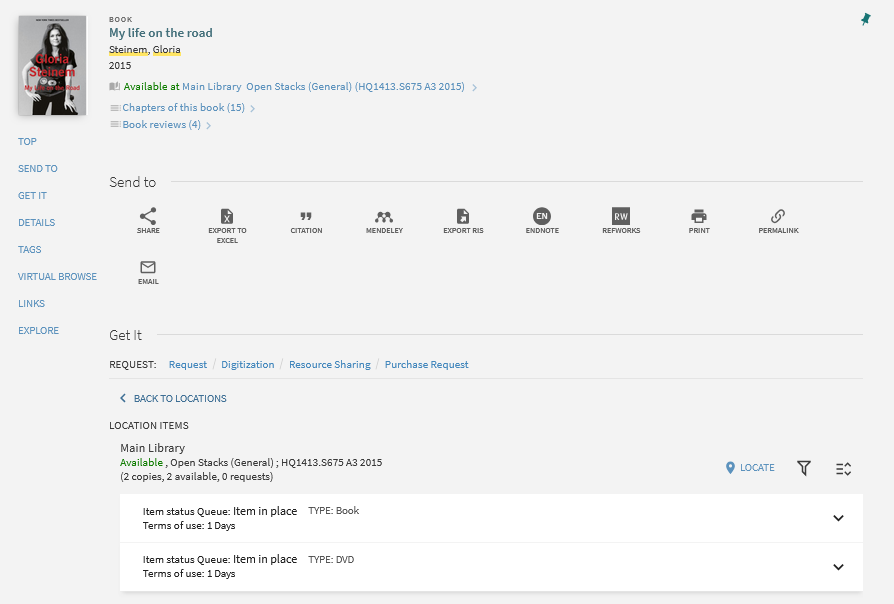 BOOK
My life on the road
Steinem, Gloria
2015
Available at Main Library Open Stacks (General) (HQ1413.S675 A3 2015)
Chapters of this book (15)
Book reviews (4)
Gloria
Steinem
My Life on the Road
TOP
SEND TO
GET IT
DETAILS
TAGS
VIRTUAL BROWSE
LINKS
EXPLORE
Send to
SHARE
EXPORT TO
EXCEL
CITATION
MENDELEY
EXPORT RIS
EN
ENDNOTE
RW
REFWORKS
PRINT
PERMALINK
EMAIL
Get It
REQUEST: Request / Digitization / Resource Sharing / Purchase Request
BACK TO LOCATIONS
LOCATION ITEMS
Main Library
Available , Open Stacks (General) ; HQ1413.S675 A3 2015
(2 copies, 2 available, 0 requests)
LOCATE
Item status Queue: Item in place TYPE: Book
Terms of use: 1 Days
Item status Queue: Item in place TYPE: DVD
Terms of use: 1 Days